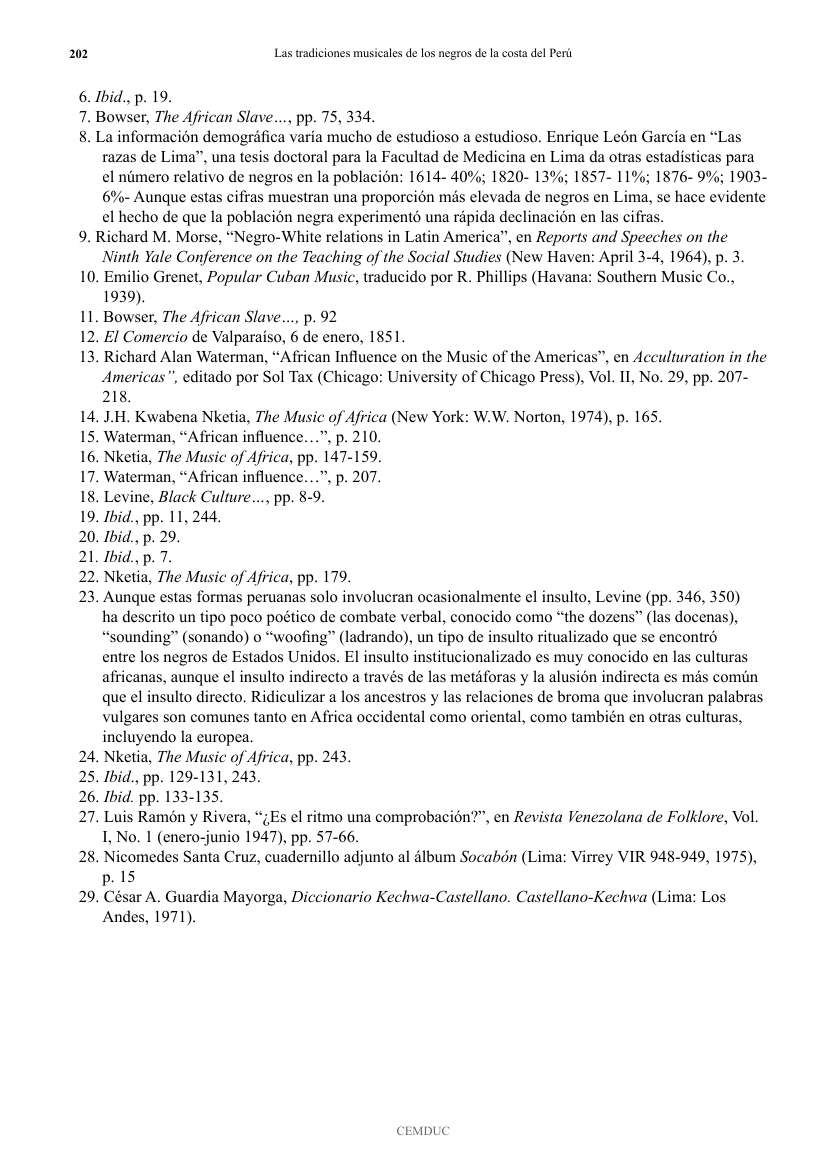 202
Las tradiciones musicales de los negros de la costa del Perú
6. Ibid., p. 19.
7. Bowser, The African Slave…, pp. 75, 334.
8. La información demográfica varía mucho de estudioso a estudioso. Enrique León García en “Las
razas de Lima”, una tesis doctoral para la Facultad de Medicina en Lima da otras estadísticas para
el número relativo de negros en la población: 1614- 40%; 1820- 13%; 1857- 11%; 1876- 9%; 1903-
6%- Aunque estas cifras muestran una proporción más elevada de negros en Lima, se hace evidente
el hecho de que la población negra experimentó una rápida declinación en las cifras.
9. Richard M. Morse, “Negro-White relations in Latin America”, en Reports and Speeches on the
Ninth Yale Conference on the Teaching of the Social Studies (New Haven: April 3-4, 1964), p. 3.
10. Emilio Grenet, Popular Cuban Music, traducido por R. Phillips (Havana: Southern Music Co.,
1939).
11. Bowser, The African Slave…, p. 92
12. El Comercio de Valparaíso, 6 de enero, 1851.
13. Richard Alan Waterman, “African Influence on the Music of the Americas”, en Acculturation in the
Americas”, editado por Sol Tax (Chicago: University of Chicago Press), Vol. II, No. 29, pp. 207-
218.
14. J.H. Kwabena Nketia, The Music of Africa (New York: W.W. Norton, 1974), p. 165.
15. Waterman, “African influence…”, p. 210.
16. Nketia, The Music of Africa, pp. 147-159.
17. Waterman, “African influence…”, p. 207.
18. Levine, Black Culture…, pp. 8-9.
19. Ibid., pp. 11, 244.
20. Ibid., p. 29.
21. Ibid., p. 7.
22. Nketia, The Music of Africa, pp. 179.
23. Aunque estas formas peruanas solo involucran ocasionalmente el insulto, Levine (pp. 346, 350)
ha descrito un tipo poco poético de combate verbal, conocido como “the dozens” (las docenas),
“sounding” (sonando) o “woofing” (ladrando), un tipo de insulto ritualizado que se encontró
entre los negros de Estados Unidos. El insulto institucionalizado es muy conocido en las culturas
africanas, aunque el insulto indirecto a través de las metáforas y la alusión indirecta es más común
que el insulto directo. Ridiculizar a los ancestros y las relaciones de broma que involucran palabras
vulgares son comunes tanto en Africa occidental como oriental, como también en otras culturas,
incluyendo la europea.
24. Nketia, The Music of Africa, pp. 243.
25. Ibid., pp. 129-131, 243.
26. Ibid. pp. 133-135.
27. Luis Ramón y Rivera, “¿Es el ritmo una comprobación?”, en Revista Venezolana de Folklore, Vol.
I, No. 1 (enero-junio 1947), pp. 57-66.
28. Nicomedes Santa Cruz, cuadernillo adjunto al álbum Socabón (Lima: Virrey VIR 948-949, 1975),
p. 15
29. César A. Guardia Mayorga, Diccionario Kechwa-Castellano. Castellano-Kechwa (Lima: Los
Andes, 1971).
CEMDUC